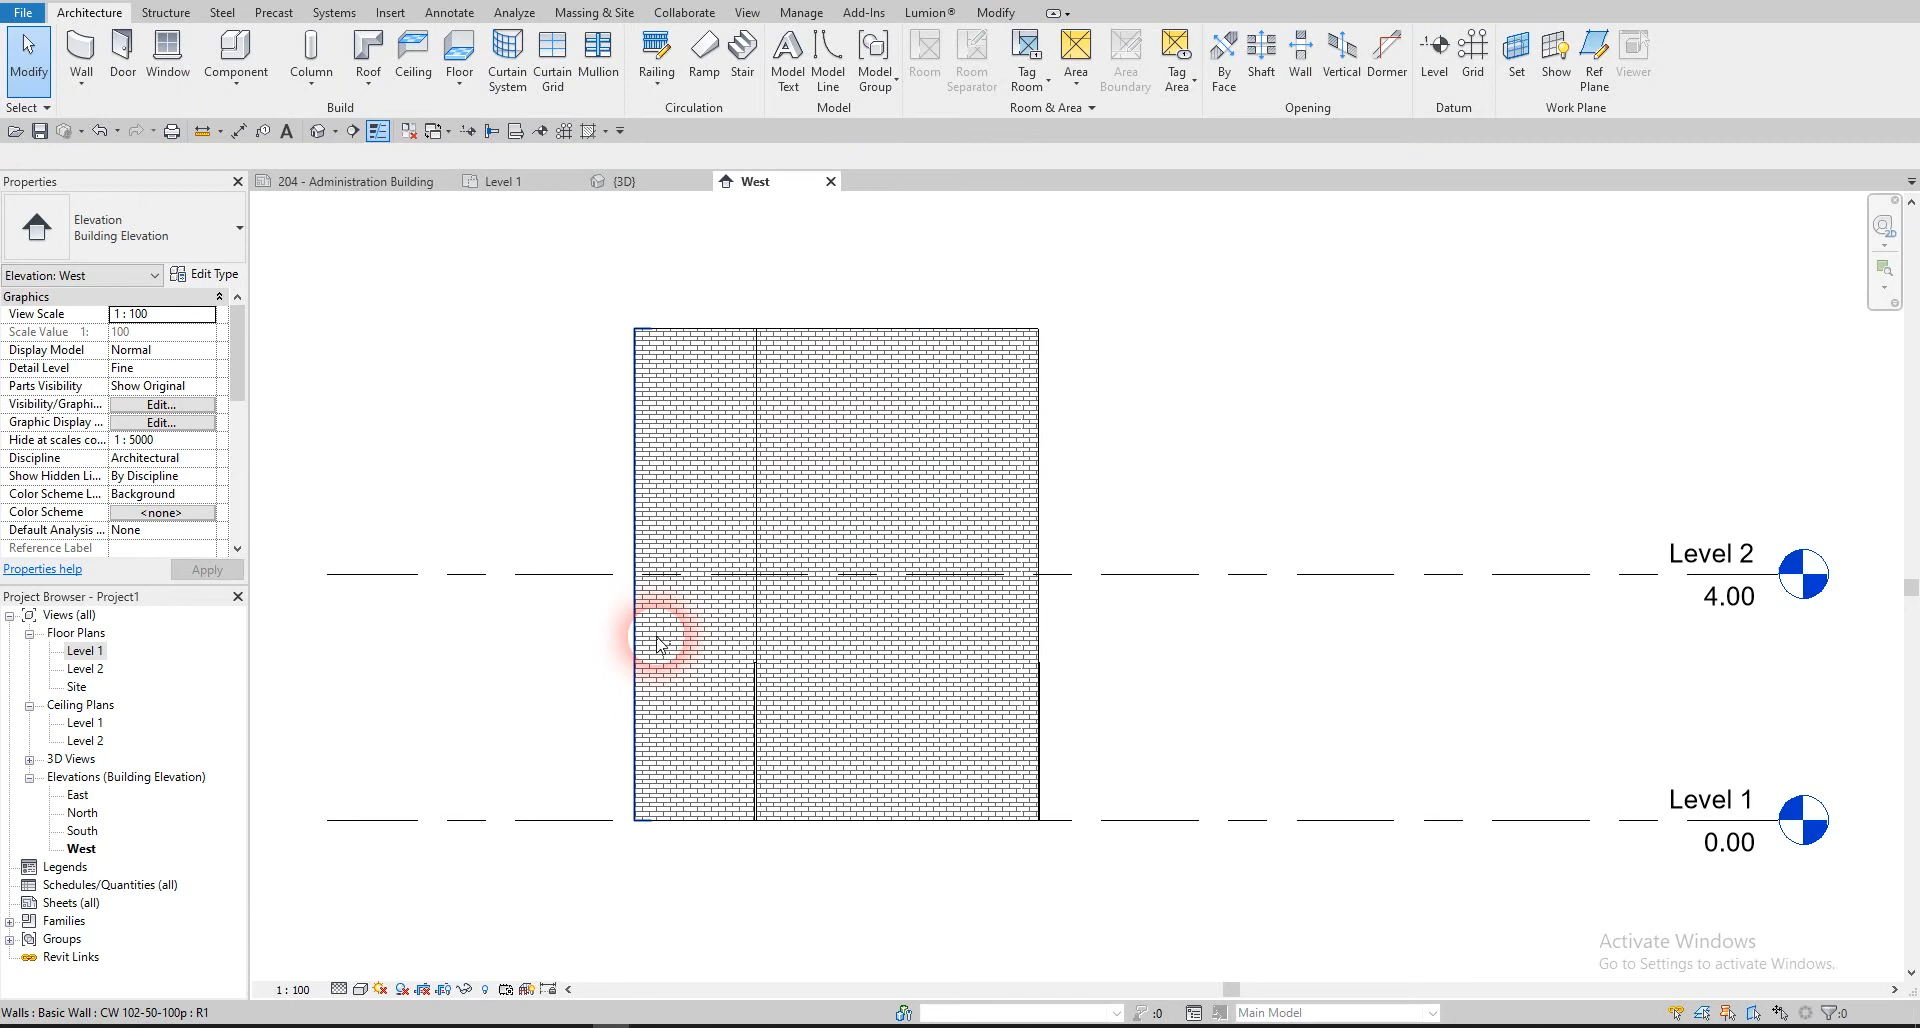 File Architecture Structure Steel Precast Systems Insert Annotate Analyze Massing & Site Collaborate View Manage Add-Ins Lumion® Modify
Modify Wall Door Window Component Column Roof Ceiling Floor Curtain System Curtain Grid Mullion Railing Ramp Stair Model Text Model Line Model Group Room Room Separator Tag Room Area Area Boundary Tag Area By Face Shaft Wall Vertical Dormer Level Grid Set Show Ref Plane Viewer
Select Build Circulation Model Room & Area Opening Datum Work Plane
Properties
204 - Administration Building Level 1 {3D} West
Elevation
Building Elevation
Elevation: West Edit Type
Graphics
View Scale 1 : 100
Scale Value 1: 100
Display Model Normal
Detail Level Fine
Parts Visibility Show Original
Visibility/Graphi... Edit...
Graphic Display ... Edit...
Hide at scales co... 1 : 5000
Discipline Architectural
Show Hidden Li... By Discipline
Color Scheme L... Background
Color Scheme <none>
Default Analysis ... None
Reference Label
Properties help Apply
Project Browser - Project1
Views (all)
Floor Plans
Level 1
Level 2
Site
Ceiling Plans
Level 1
Level 2
3D Views
Elevations (Building Elevation)
East
North
South
West
Legends
Schedules/Quantities (all)
Sheets (all)
Families
Groups
Revit Links
Level 2
4.00
Level 1
0.00
2D
Activate Windows
Go to Settings to activate Windows.
1 : 100
Walls : Basic Wall : CW 102-50-100p : R1
:0
Main Model
:0